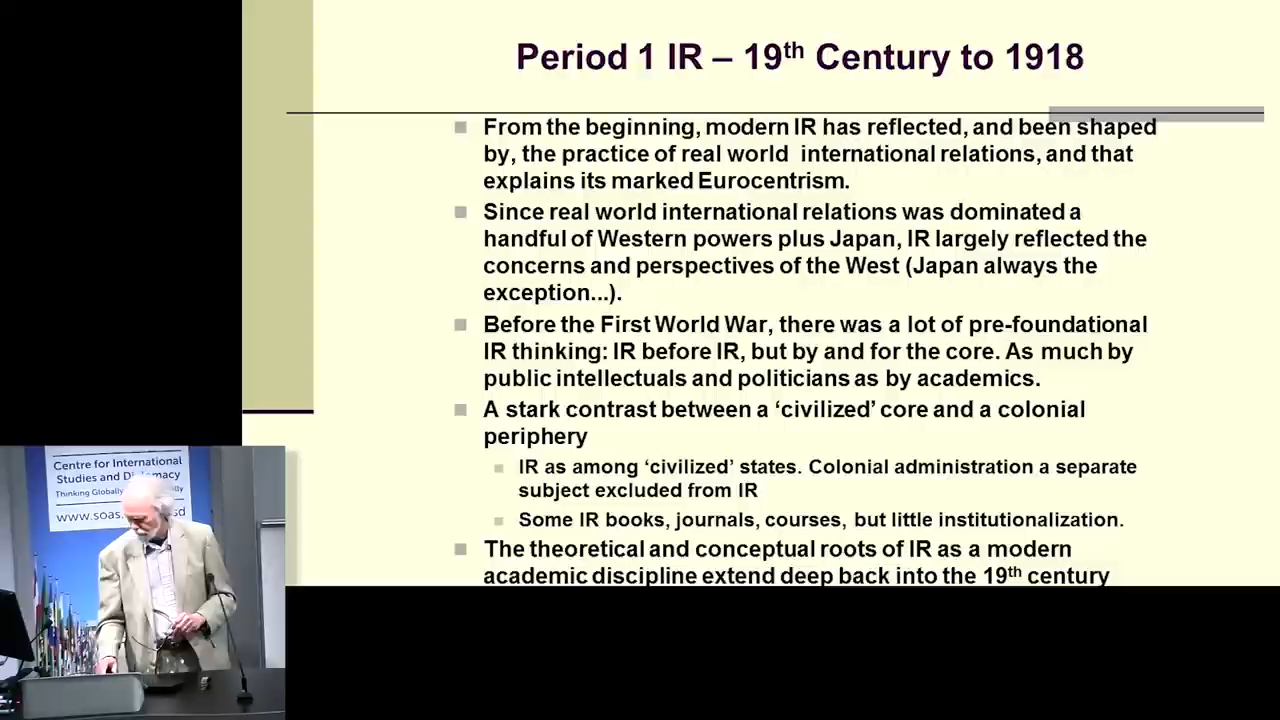 Period 1 IR – 19th Century to 1918
From the beginning, modern IR has reflected, and been shaped
by, the practice of real world international relations, and that
explains its marked Eurocentrism.
Since real world international relations was dominated a
handful of Western powers plus Japan, IR largely reflected the
concerns and perspectives of the West (Japan always the
exception...).
Before the First World War, there was a lot of pre-foundational
IR thinking: IR before IR, but by and for the core. As much by
public intellectuals and politicians as by academics.
A stark contrast between a ‘civilized’ core and a colonial
periphery
IR as among ‘civilized’ states. Colonial administration a separate
subject excluded from IR
Some IR books, journals, courses, but little institutionalization.
The theoretical and conceptual roots of IR as a modern
academic discipline extend deep back into the 19th century
Centre for International
Studies and
Thinking
www.soas.